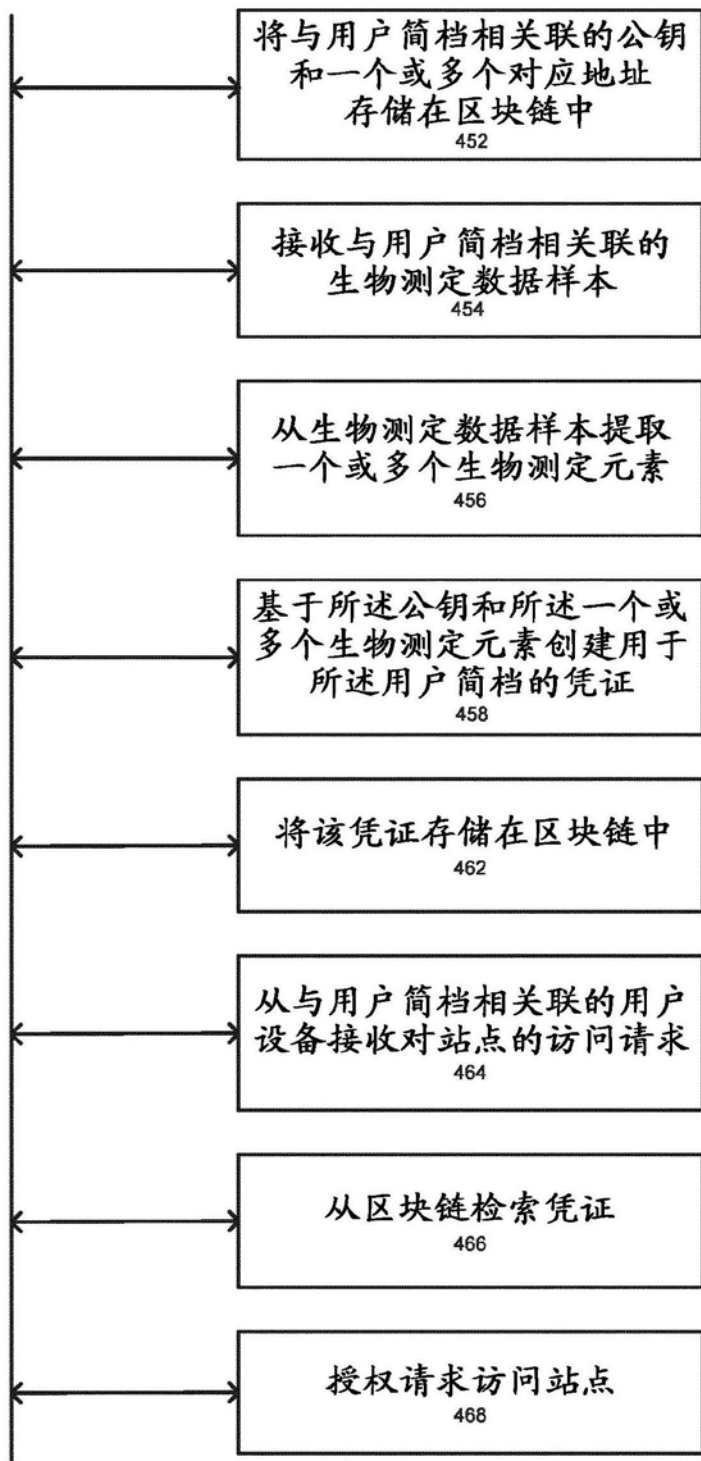 将与用户简档相关联的公钥
和一个或多个对应地址
存储在区块链中
452
接收与用户简档相关联的
生物测定数据样本
454
从生物测定数据样本提取
一个或多个生物测定元素
456
基于所述公钥和所述一个或
多个生物测定元素创建用于
所述用户简档的凭证
458
将该凭证存储在区块链中
462
从与用户简档相关联的用户
设备接收对站点的访问请求
464
从区块链检索凭证
466
授权请求访问站点
468